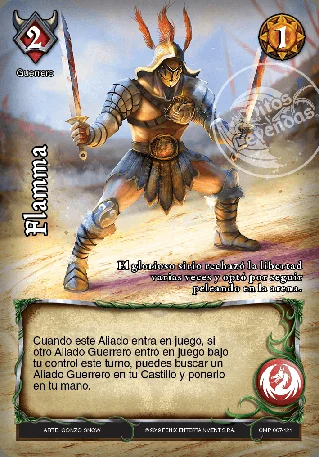 2
1
Guerrero
Mitos
Leyendas
Flamma
El glorioso sirio rechazó la libertad
varias veces y optó por seguir
peleando en la arena.
Cuando este Aliado entra en juego, si
otro Aliado Guerrero entro en juego bajo
tu control este turno, puedes buscar un
Aliado Guerrero en tu Castillo y ponerlo
en tu mano.